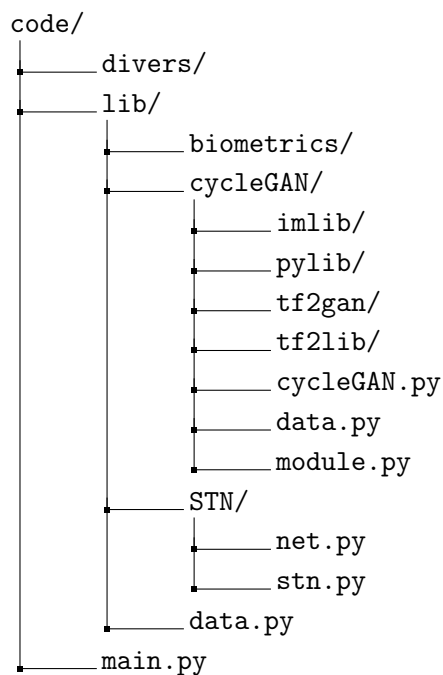 code/
divers/
lib/
biometrics/
cycleGAN/
imlib/
pylib/
tf2gan/
tf2lib/
cycleGAN.py
data.py
module.py
STN/
net.py
stn.py
data.py
main.py